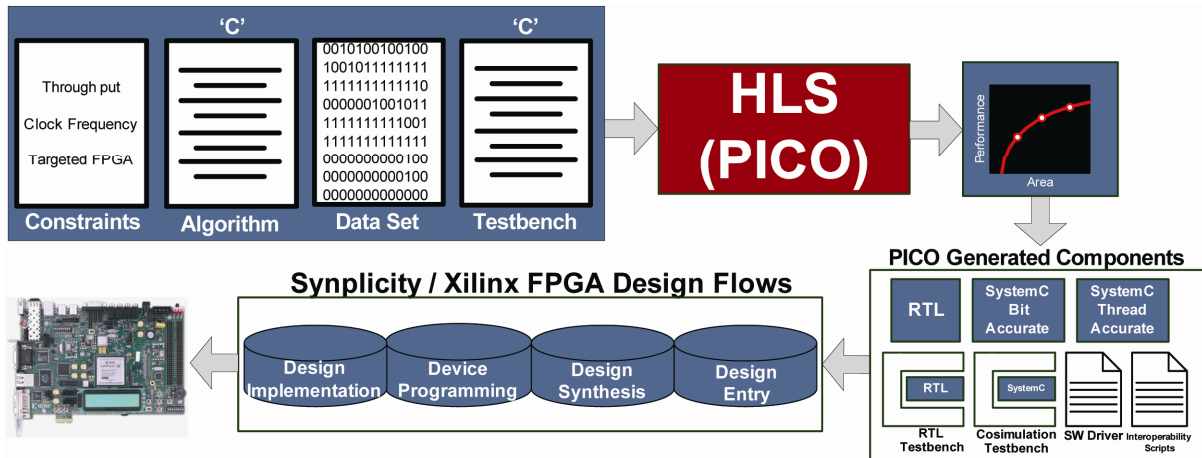 'C'
'C'
Through put
Clock Frequency
Targeted FPGA
0010100100100
1001011111111
1111111111110
0000001001011
1111111111001
1111111111111
0000000000100
0000000000100
0000000000000
Constraints
Algorithm
Data Set
Testbench
HLS
(PICO)
Performance
Area
PICO Generated Components
RTL
SystemC
Bit
Accurate
SystemC
Thread
Accurate
RTL
SystemC
RTL
Testbench
Cosimulation
Testbench
SW Driver
Interoperability
Scripts
Synplicity / Xilinx FPGA Design Flows
Design
Implementation
Device
Programming
Design
Synthesis
Design
Entry